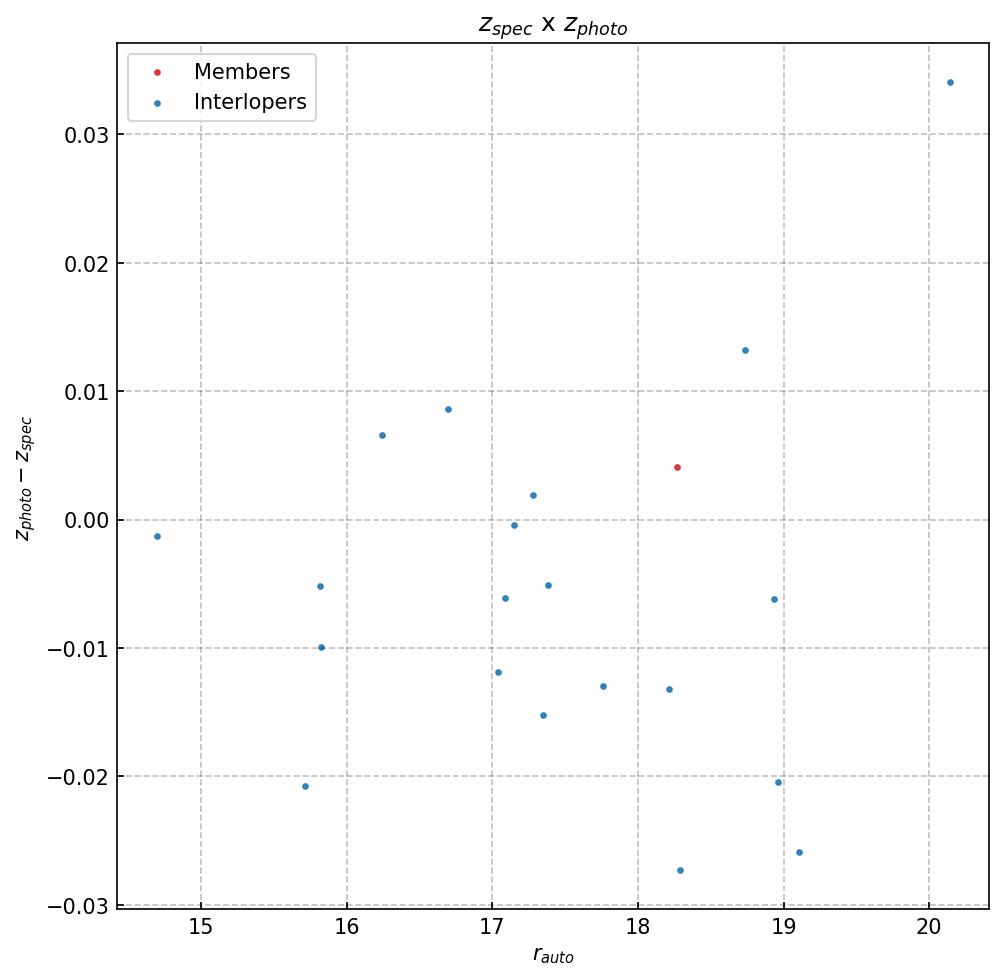 z_spec x z_photo
Members
Interlopers
0.03
0.02
0.01
0.00
−0.01
−0.02
−0.03
z_photo − z_spec
15 16 17 18 19 20
r_auto